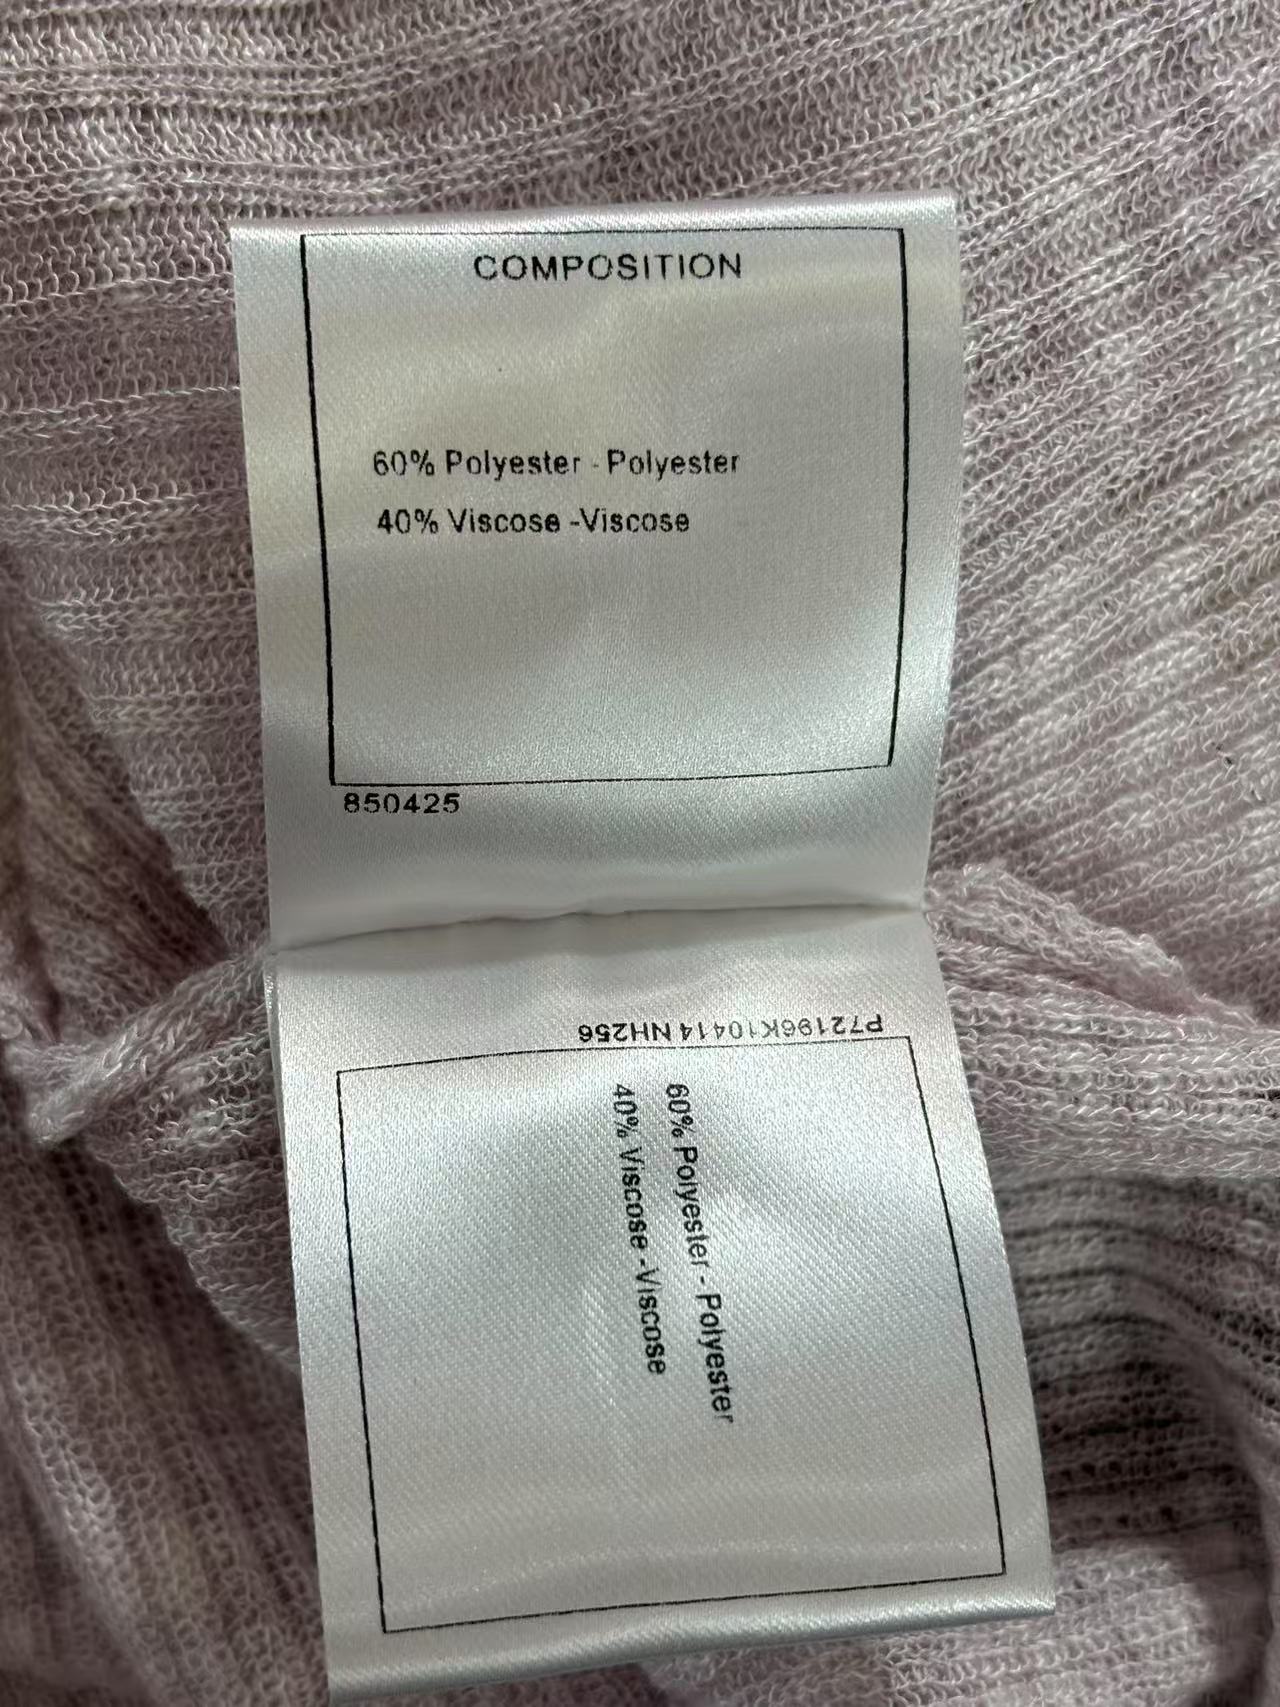 COMPOSITION
60% Polyester - Polyester
40% Viscose -Viscose
850425
P72196K10414 NH256
60% Polyester - Polyester
40% Viscose -Viscose